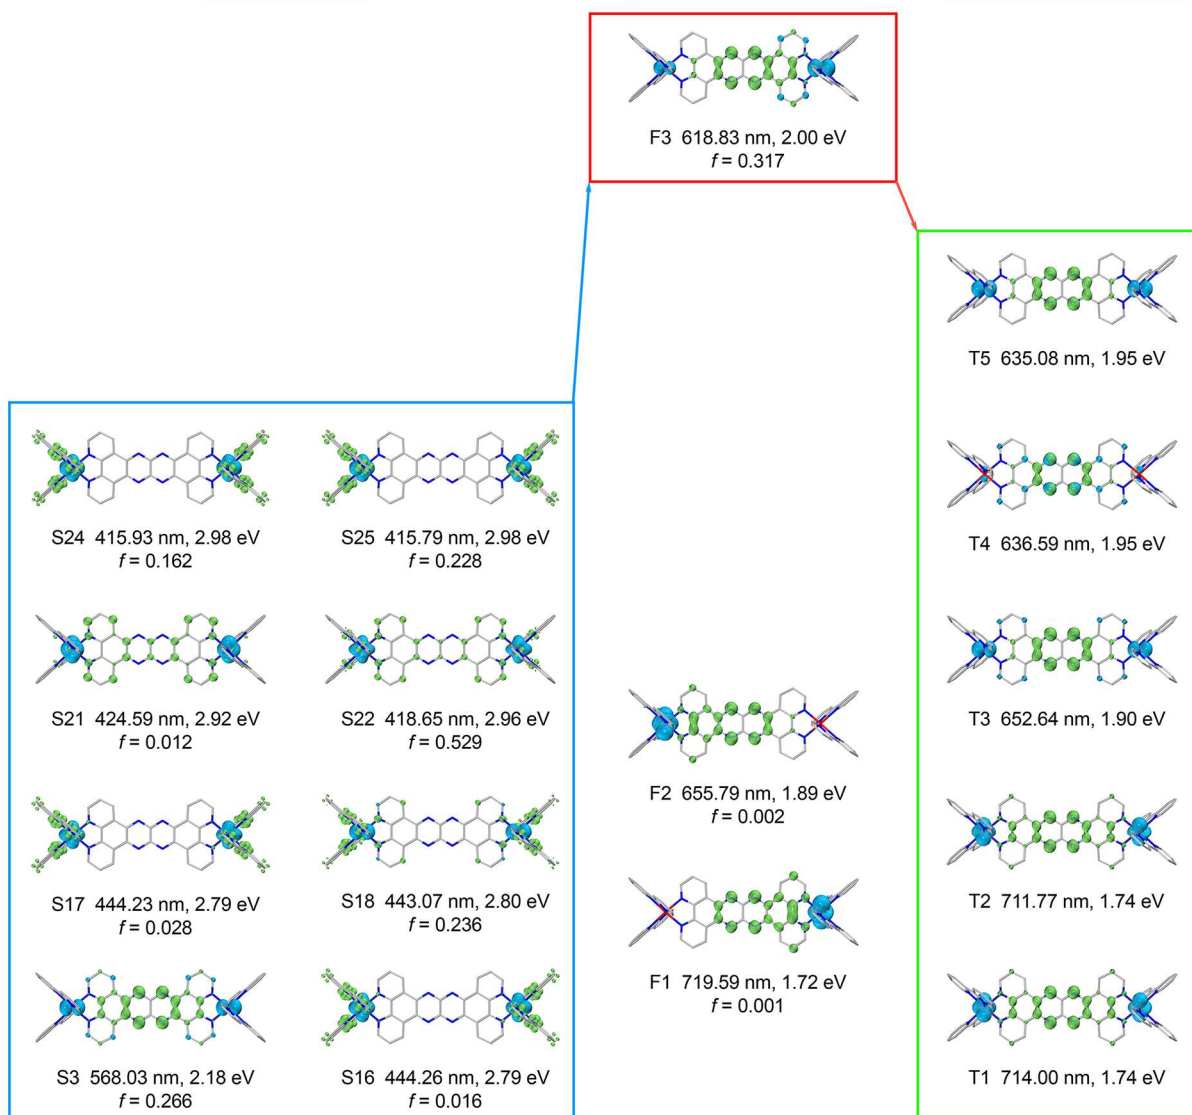 F3  618.83 nm, 2.00 eV
f = 0.317
T5  635.08 nm, 1.95 eV
T4  636.59 nm, 1.95 eV
T3  652.64 nm, 1.90 eV
T2  711.77 nm, 1.74 eV
T1  714.00 nm, 1.74 eV
S24  415.93 nm, 2.98 eV
f = 0.162
S25  415.79 nm, 2.98 eV
f = 0.228
S21  424.59 nm, 2.92 eV
f = 0.012
S22  418.65 nm, 2.96 eV
f = 0.529
S17  444.23 nm, 2.79 eV
f = 0.028
S18  443.07 nm, 2.80 eV
f = 0.236
S3  568.03 nm, 2.18 eV
f = 0.266
S16  444.26 nm, 2.79 eV
f = 0.016
F2  655.79 nm, 1.89 eV
f = 0.002
F1  719.59 nm, 1.72 eV
f = 0.001